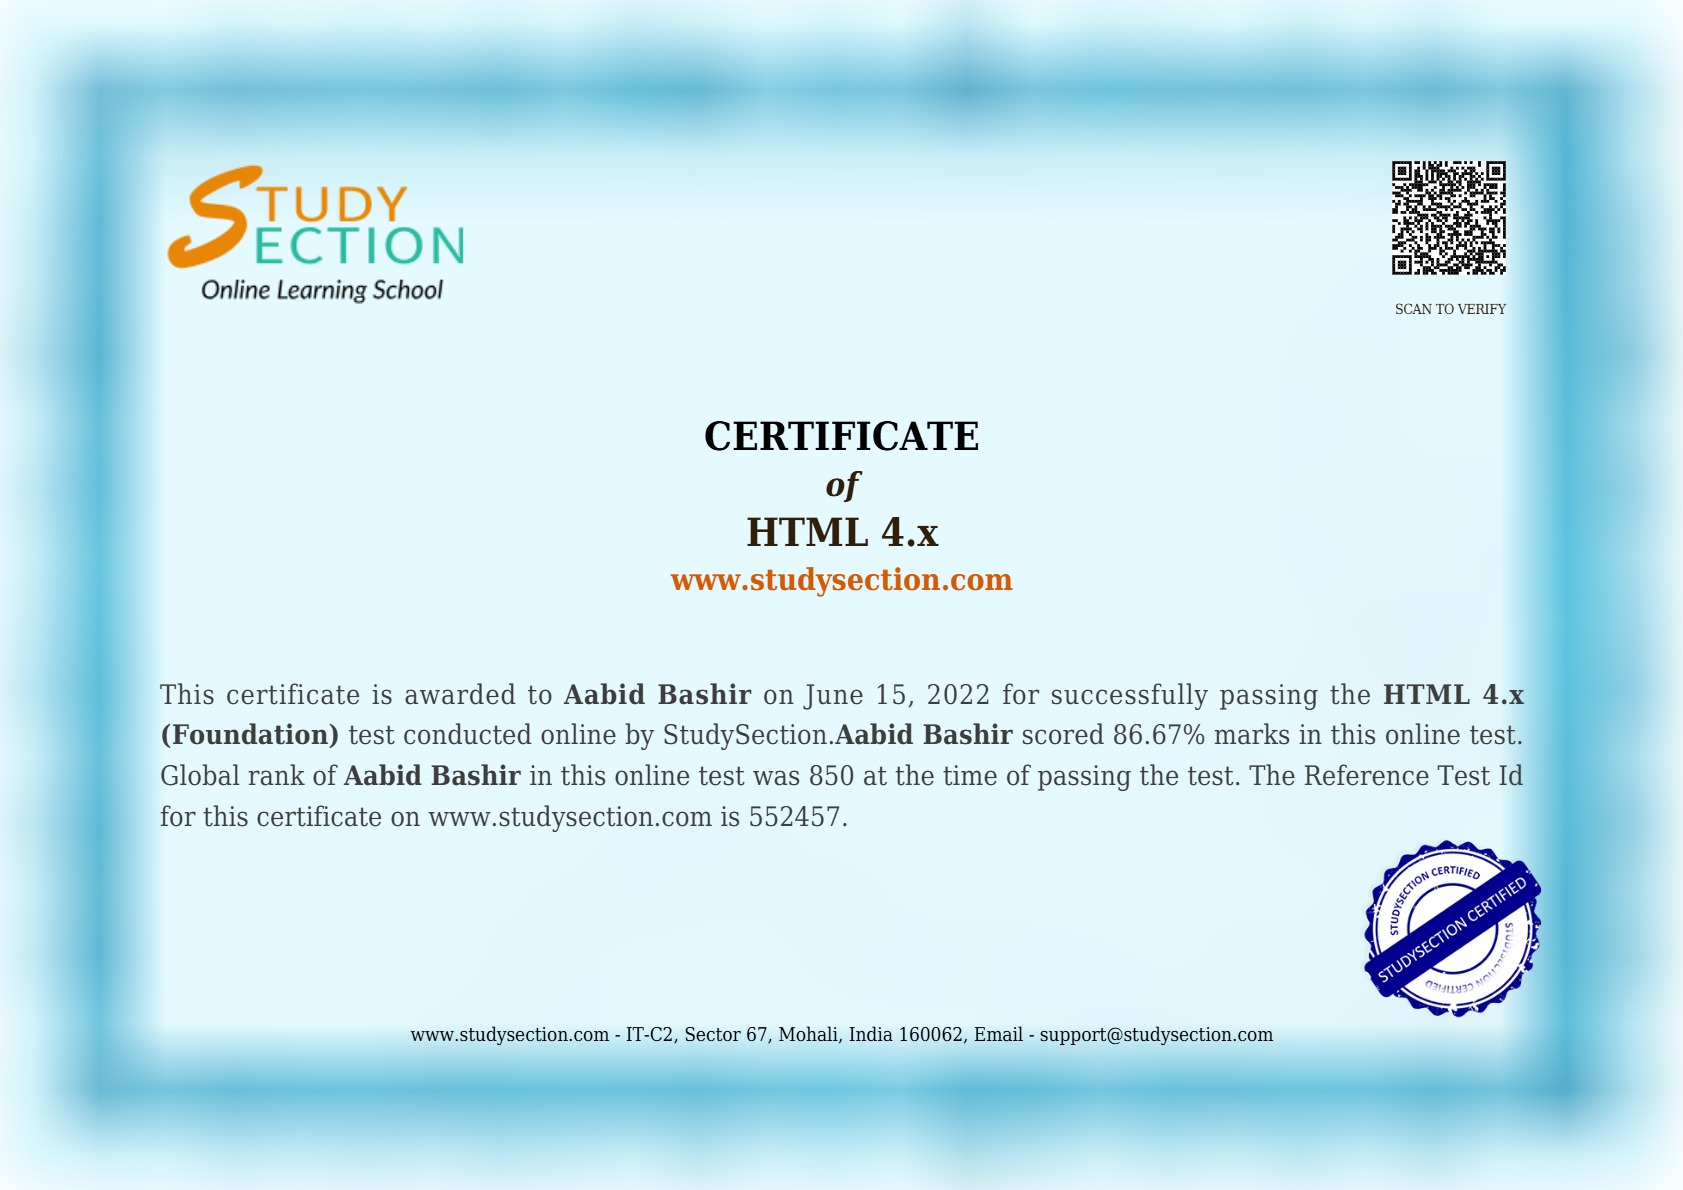 STUDY
SECTION
Online Learning School
SCAN TO VERIFY
CERTIFICATE
of
HTML 4.x
www.studysection.com
This certificate is awarded to Aabid Bashir on June 15, 2022 for successfully passing the HTML 4.x
(Foundation) test conducted online by StudySection.Aabid Bashir scored 86.67% marks in this online test.
Global rank of Aabid Bashir in this online test was 850 at the time of passing the test. The Reference Test Id
for this certificate on www.studysection.com is 552457.
STUDYSECTION CERTIFIED
STUDYSECTION CERTIFIED
STUDYSECTION CERTIFIED
www.studysection.com - IT-C2, Sector 67, Mohali, India 160062, Email - support@studysection.com